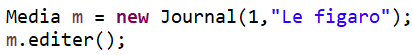 Media m = new Journal(1,"Le figaro");
m.editer();